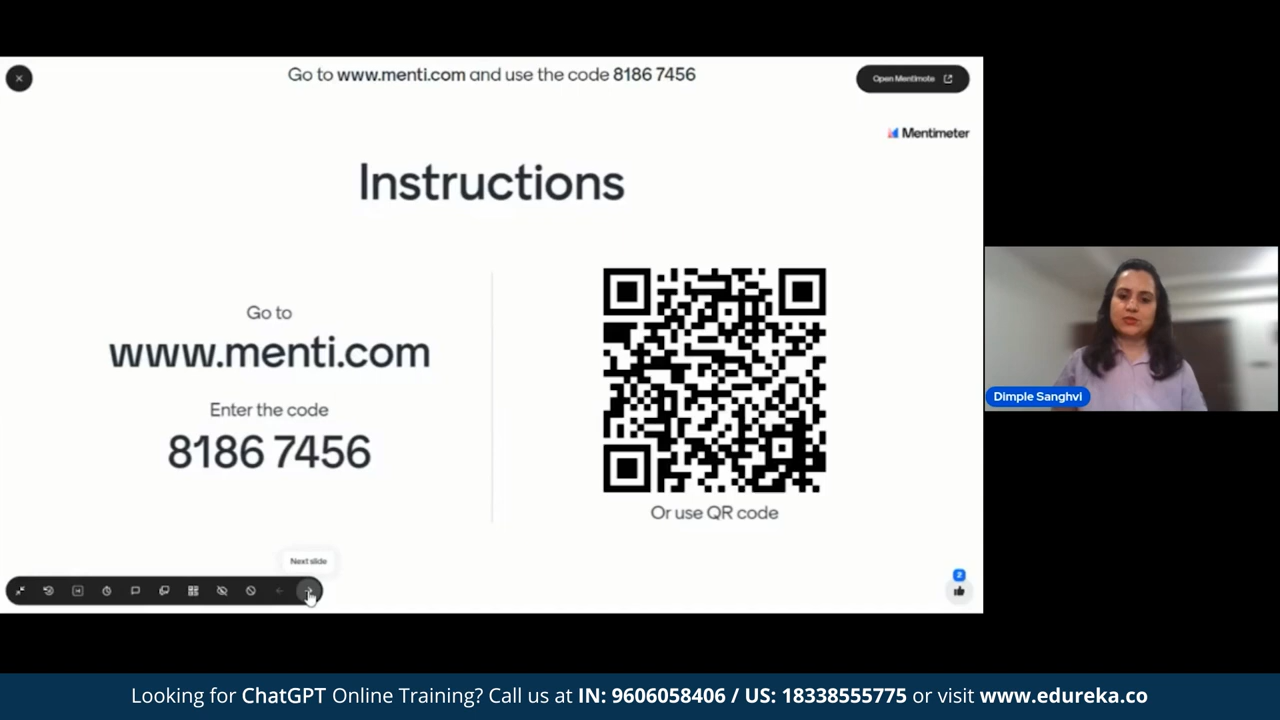 Go to www.menti.com and use the code 8186 7456
Open Mentimote
Mentimeter
Instructions
Go to
www.menti.com
Enter the code
8186 7456
Or use QR code
Next slide
2
Dimple Sanghvi
Looking for ChatGPT Online Training? Call us at IN: 9606058406 / US: 18338555775 or visit www.edureka.co